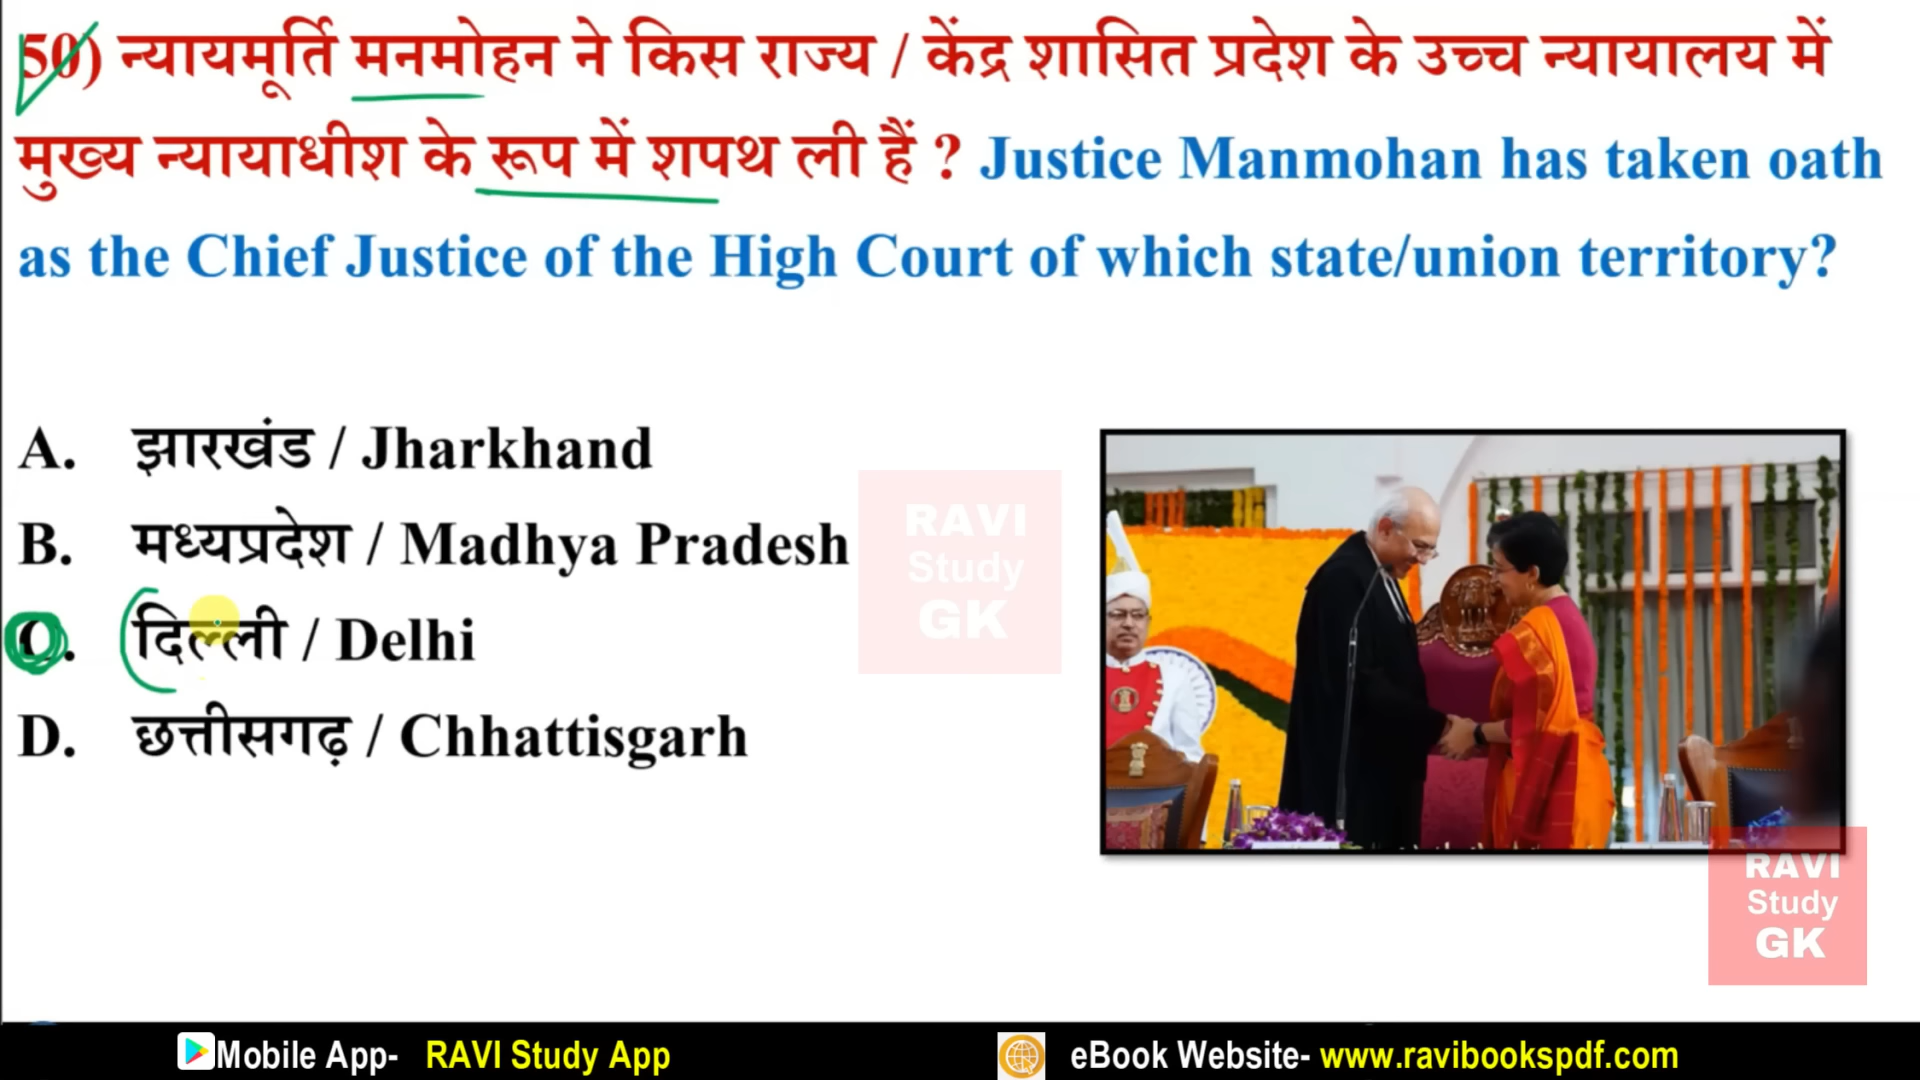 50) न्यायमूर्ति मनमोहन ने किस राज्य / केंद्र शासित प्रदेश के उच्च न्यायालय में
मुख्य न्यायाधीश के रूप में शपथ ली हैं ? Justice Manmohan has taken oath
as the Chief Justice of the High Court of which state/union territory?
A. झारखंड / Jharkhand
B. मध्यप्रदेश / Madhya Pradesh
C. दिल्ली / Delhi
D. छत्तीसगढ़ / Chhattisgarh
RAVI
Study
GK
RAVI
Study
GK
Mobile App- RAVI Study App
eBook Website- www.ravibookspdf.com